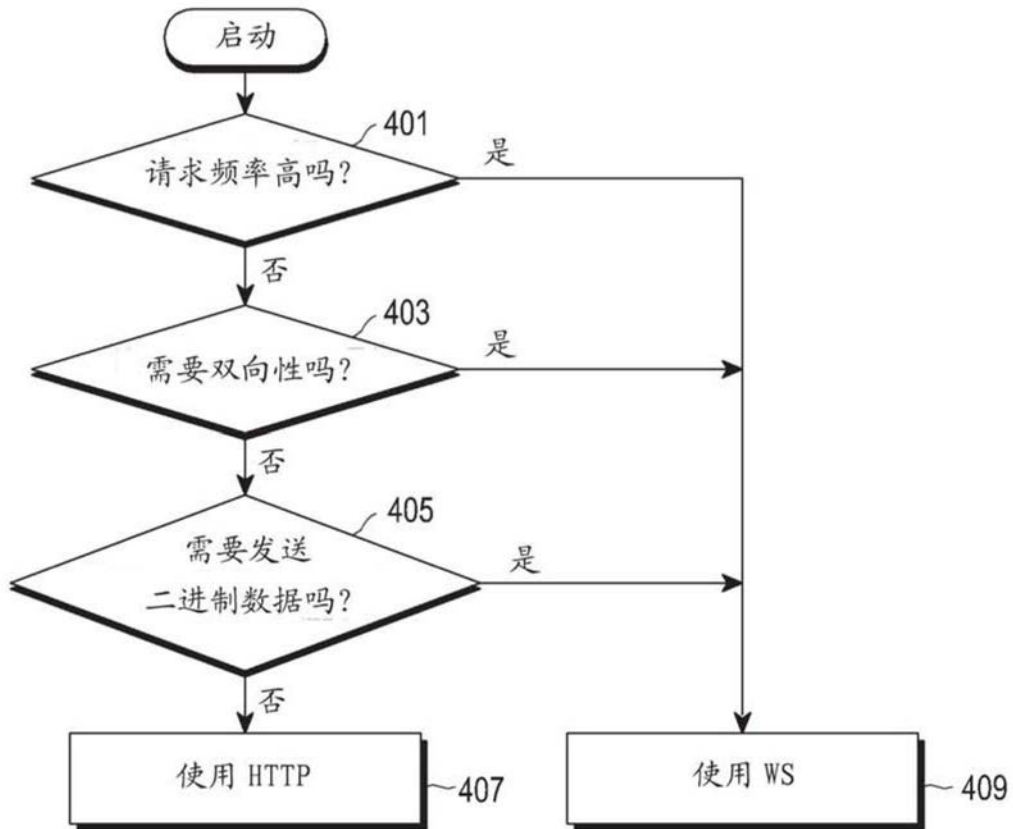 启动
401
请求频率高吗?
是
否
403
需要双向性吗?
是
否
405
需要发送
二进制数据吗?
是
否
使用 HTTP
407
使用 WS
409